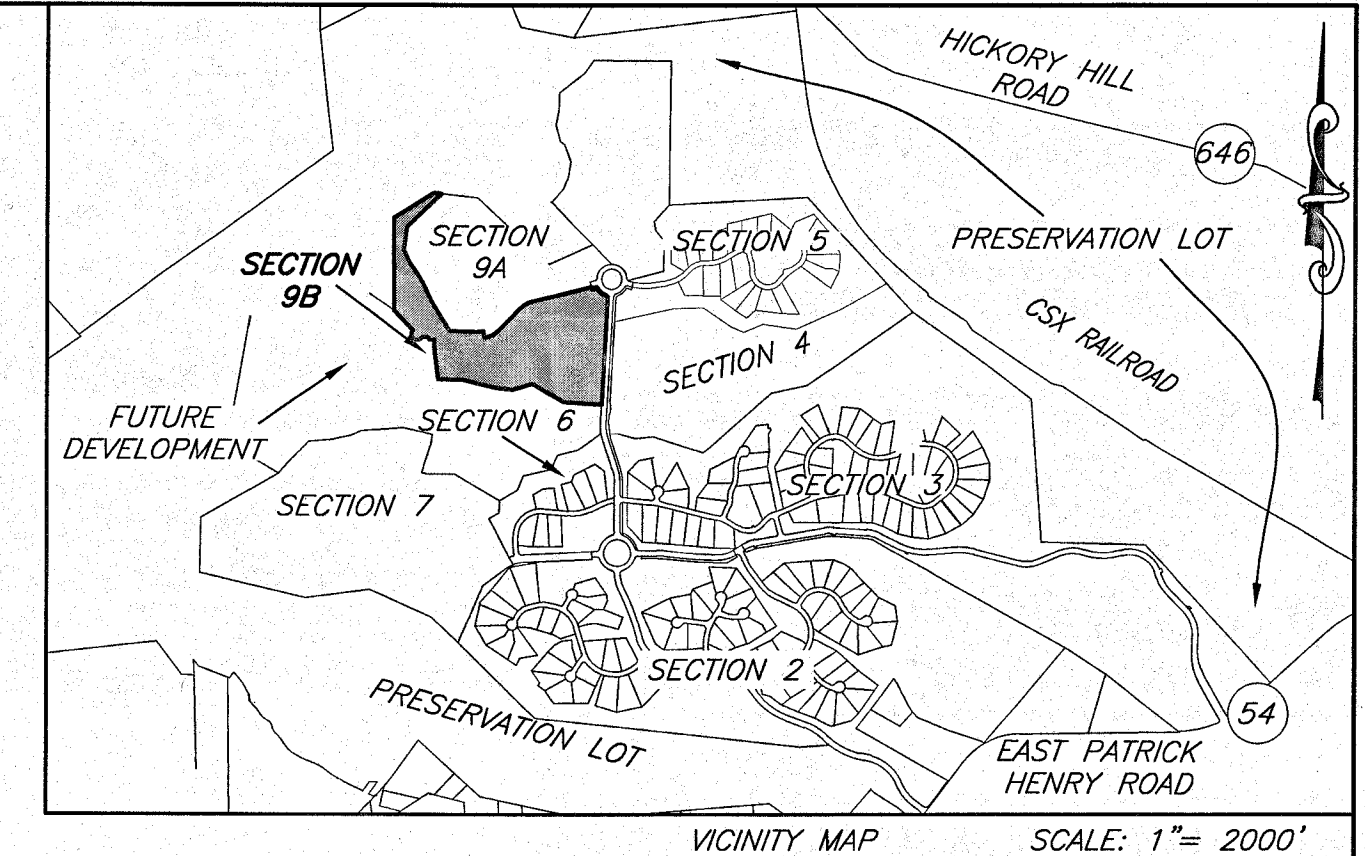 HICKORY HILL
ROAD
646
PRESERVATION LOT
SECTION
9A
SECTION 5
SECTION
9B
CSX RAILROAD
SECTION 4
FUTURE
DEVELOPMENT
SECTION 6
SECTION 7
SECTION 3
SECTION 2
PRESERVATION LOT
54
EAST PATRICK
HENRY ROAD
VICINITY MAP SCALE: 1"= 2000'